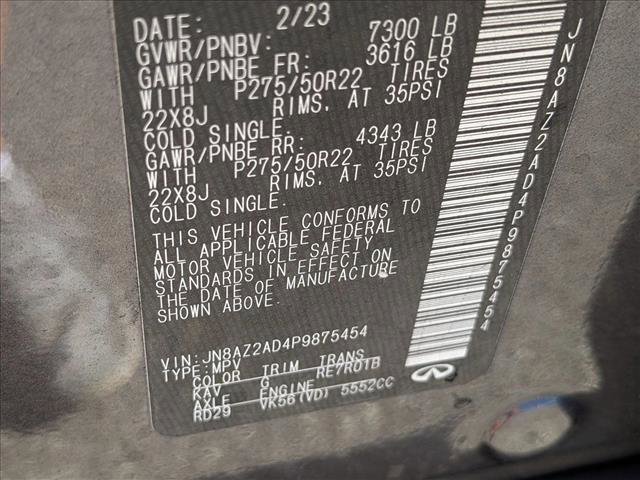 DATE: 2/23
GVWR/PNBV: 7300 LB
GAWR/PNBE FR: 3616 LB
WITH P275/50R22 TIRES
22X8J RIMS, AT 35PSI
COLD SINGLE.
GAWR/PNBE RR: 4343 LB
WITH P275/50R22 TIRES
22X8J RIMS, AT 35PSI
COLD SINGLE.
THIS VEHICLE CONFORMS TO
ALL APPLICABLE FEDERAL
MOTOR VEHICLE SAFETY
STANDARDS IN EFFECT ON
THE DATE OF MANUFACTURE
SHOWN ABOVE.
VIN:JN8AZ2AD4P9875454
TYPE:MPV
COLOR TRIM TRANS
KAV G RE7R01B
AXLE ENGINE
RD29 VK56(VD) 5552CC
JN8AZ2AD4P9875454